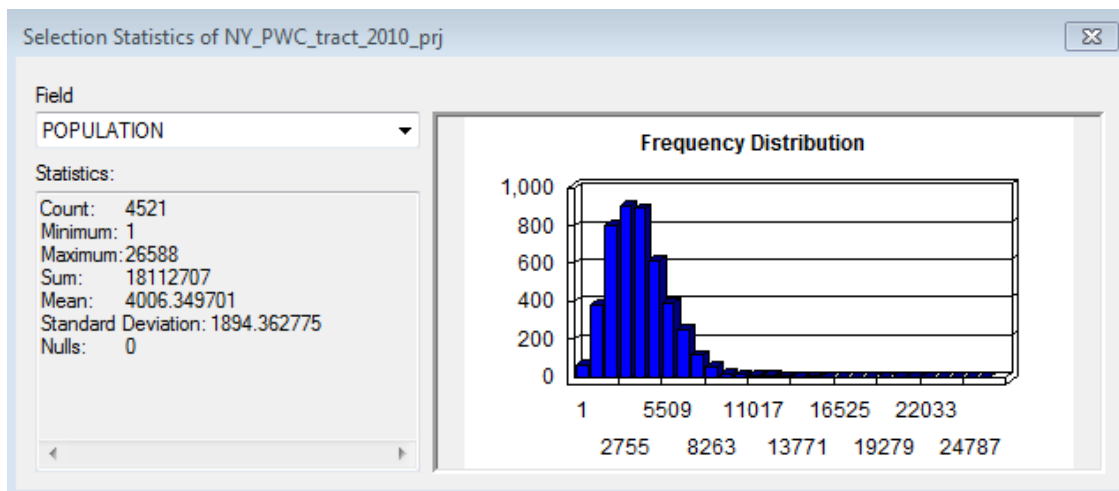 Selection Statistics of NY_PWC_tract_2010_prj
Field
POPULATION
Statistics:
Count: 4521
Minimum: 1
Maximum: 26588
Sum: 18112707
Mean: 4006.349701
Standard Deviation: 1894.362775
Nulls: 0
Frequency Distribution
1,000
800
600
400
200
0
1 5509 11017 16525 22033
2755 8263 13771 19279 24787